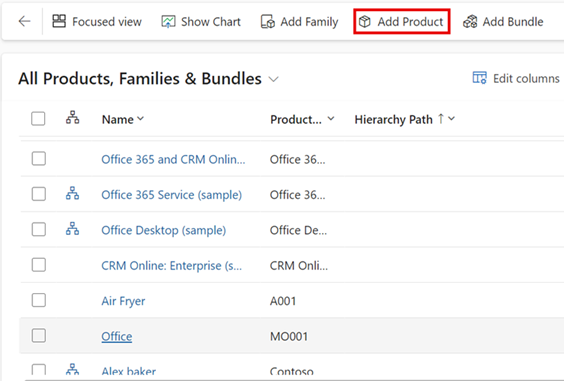 Focused view Show Chart Add Family Add Product Add Bundle
All Products, Families & Bundles Edit columns
Name Product... Hierarchy Path
Office 365 and CRM Onlin... Office 36...
Office 365 Service (sample) Office 36...
Office Desktop (sample) Office De...
CRM Online: Enterprise (s... CRM Onli...
Air Fryer A001
Office MO001
Alex baker Contoso